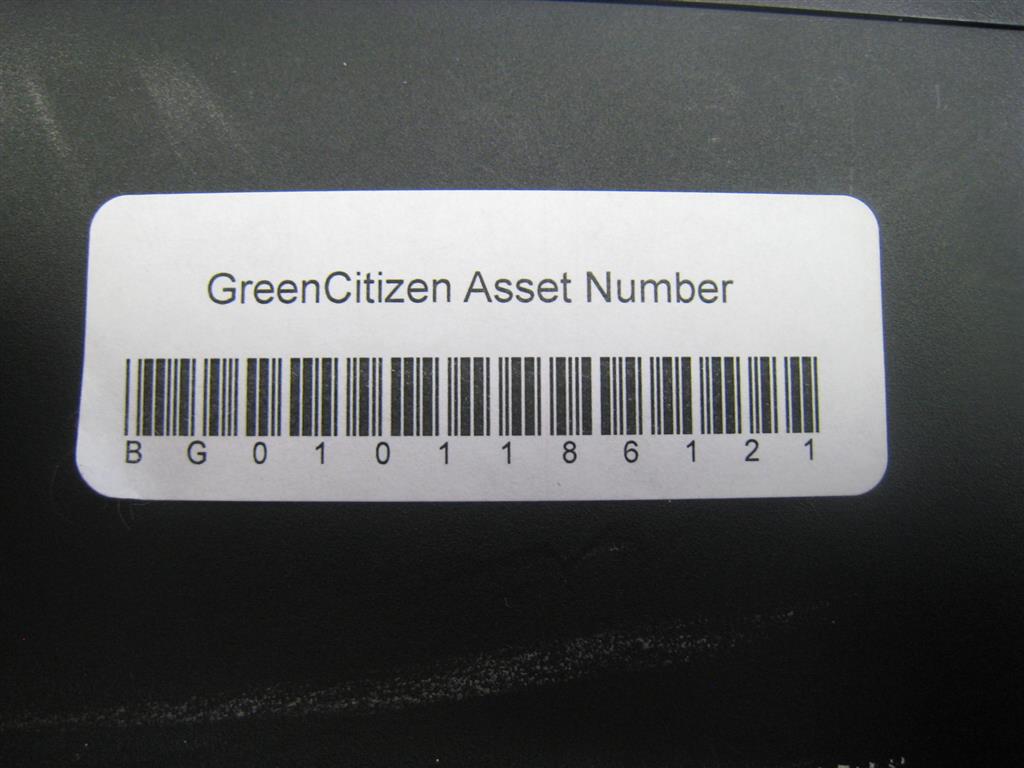 GreenCitizen Asset Number
B G 0 1 0 1 1 8 6 1 2 1